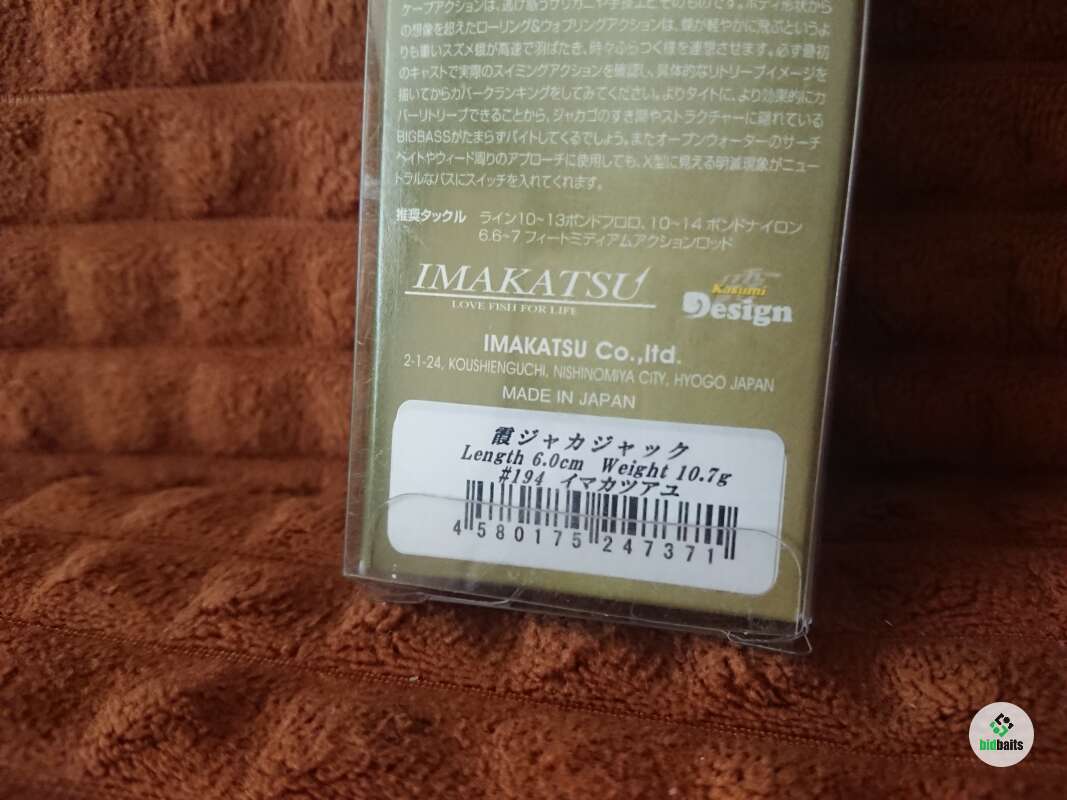 ケープアクションは、逃げ惑うザリガニや手長エビそのものです。ボディ形状から
の想像を超えたローリング&ウォブリングアクションは、蝶が軽やかに飛ぶというよ
りも重いスズメ蛾が高速で羽ばたき、時々ふらつく様を連想させます。必ず最初
のキャストで実際のスイミングアクションを確認し、具体的なリトリーブイメージを
描いてからカバークランキングをしてみてください。よりタイトに、より効果的にカ
バーリトリーブできることから、ジャカゴのすき間やストラクチャーに隠れている
BIGBASSがたまらずバイトしてくるでしょう。またオープンウォーターのサーチ
ベイトやウィード周りのアプローチに使用しても、X型に見える明滅現象がニュー
トラルなバスにスイッチを入れてくれます。
推奨タックル ライン10~13ポンドフロロ、10~14 ポンドナイロン
6.6~7 フィートミディアムアクションロッド
IMAKATSU
LOVE FISH FOR LIFE
Kasumi
Design
IMAKATSU Co.,ltd.
2-1-24, KOUSHIENGUCHI, NISHINOMIYA CITY, HYOGO JAPAN
MADE IN JAPAN
霞ジャカジャック
Length 6.0cm Weight 10.7g
#194 イマカツアユ
4 580175 247371
bidbaits